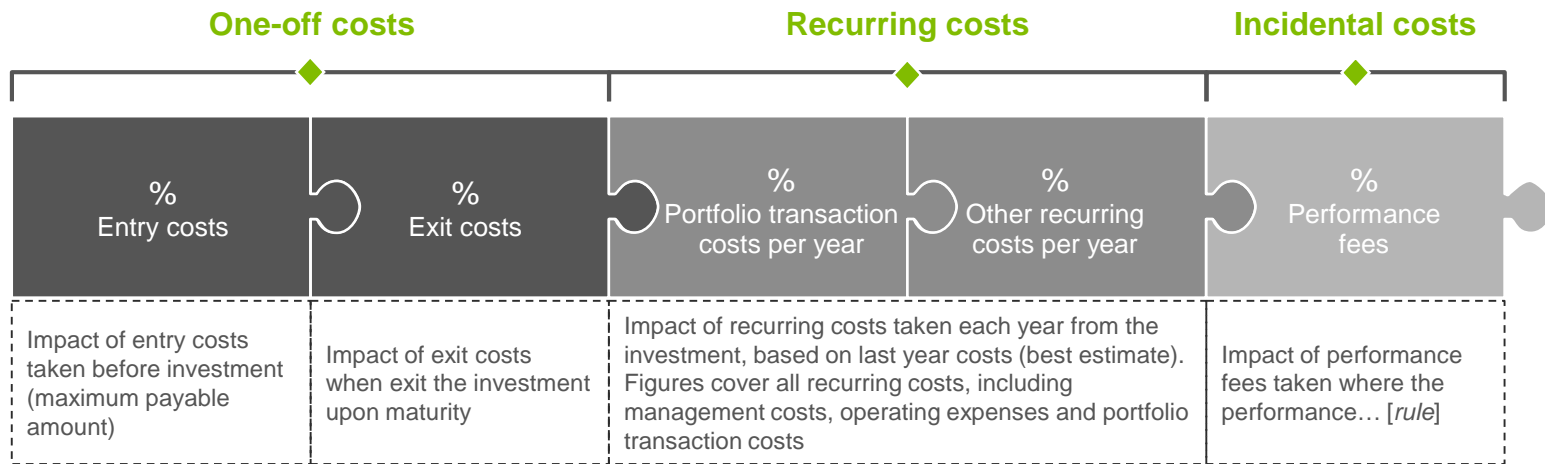 One-off costs
Recurring costs
Incidental costs
%
Entry costs
%
Exit costs
%
Portfolio transaction
costs per year
%
Other recurring
costs per year
%
Performance
fees
Impact of entry costs
taken before investment
(maximum payable
amount)
Impact of exit costs
when exit the investment
upon maturity
Impact of recurring costs taken each year from the
investment, based on last year costs (best estimate).
Figures cover all recurring costs, including
management costs, operating expenses and portfolio
transaction costs
Impact of performance
fees taken where the
performance… [rule]